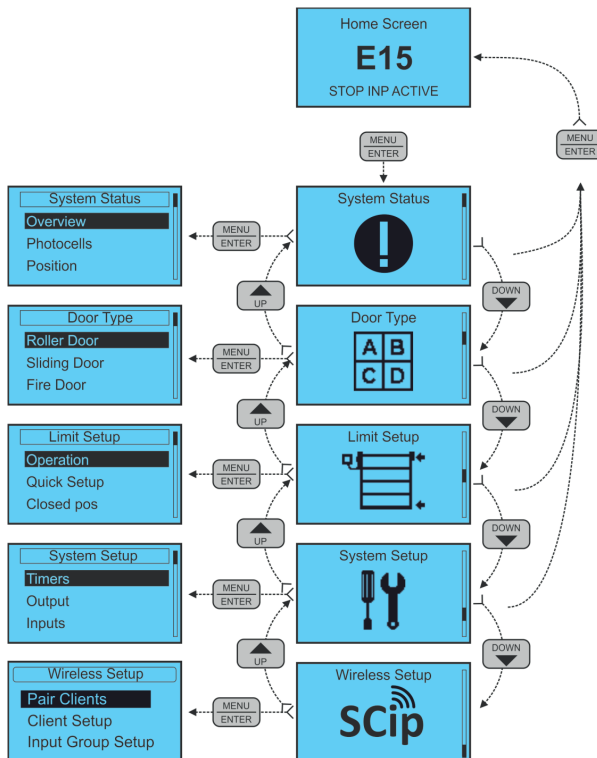 Home Screen
E15
STOP INP ACTIVE
MENU
ENTER
MENU
ENTER
System Status
Overview
Photocells
Position
MENU
ENTER
System Status
UP
DOWN
Door Type
Roller Door
Sliding Door
Fire Door
MENU
ENTER
Door Type
A B
C D
UP
DOWN
Limit Setup
Operation
Quick Setup
Closed pos
MENU
ENTER
Limit Setup
UP
DOWN
System Setup
Timers
Output
Inputs
MENU
ENTER
System Setup
UP
DOWN
Wireless Setup
Pair Clients
Client Setup
Input Group Setup
MENU
ENTER
Wireless Setup
SCip